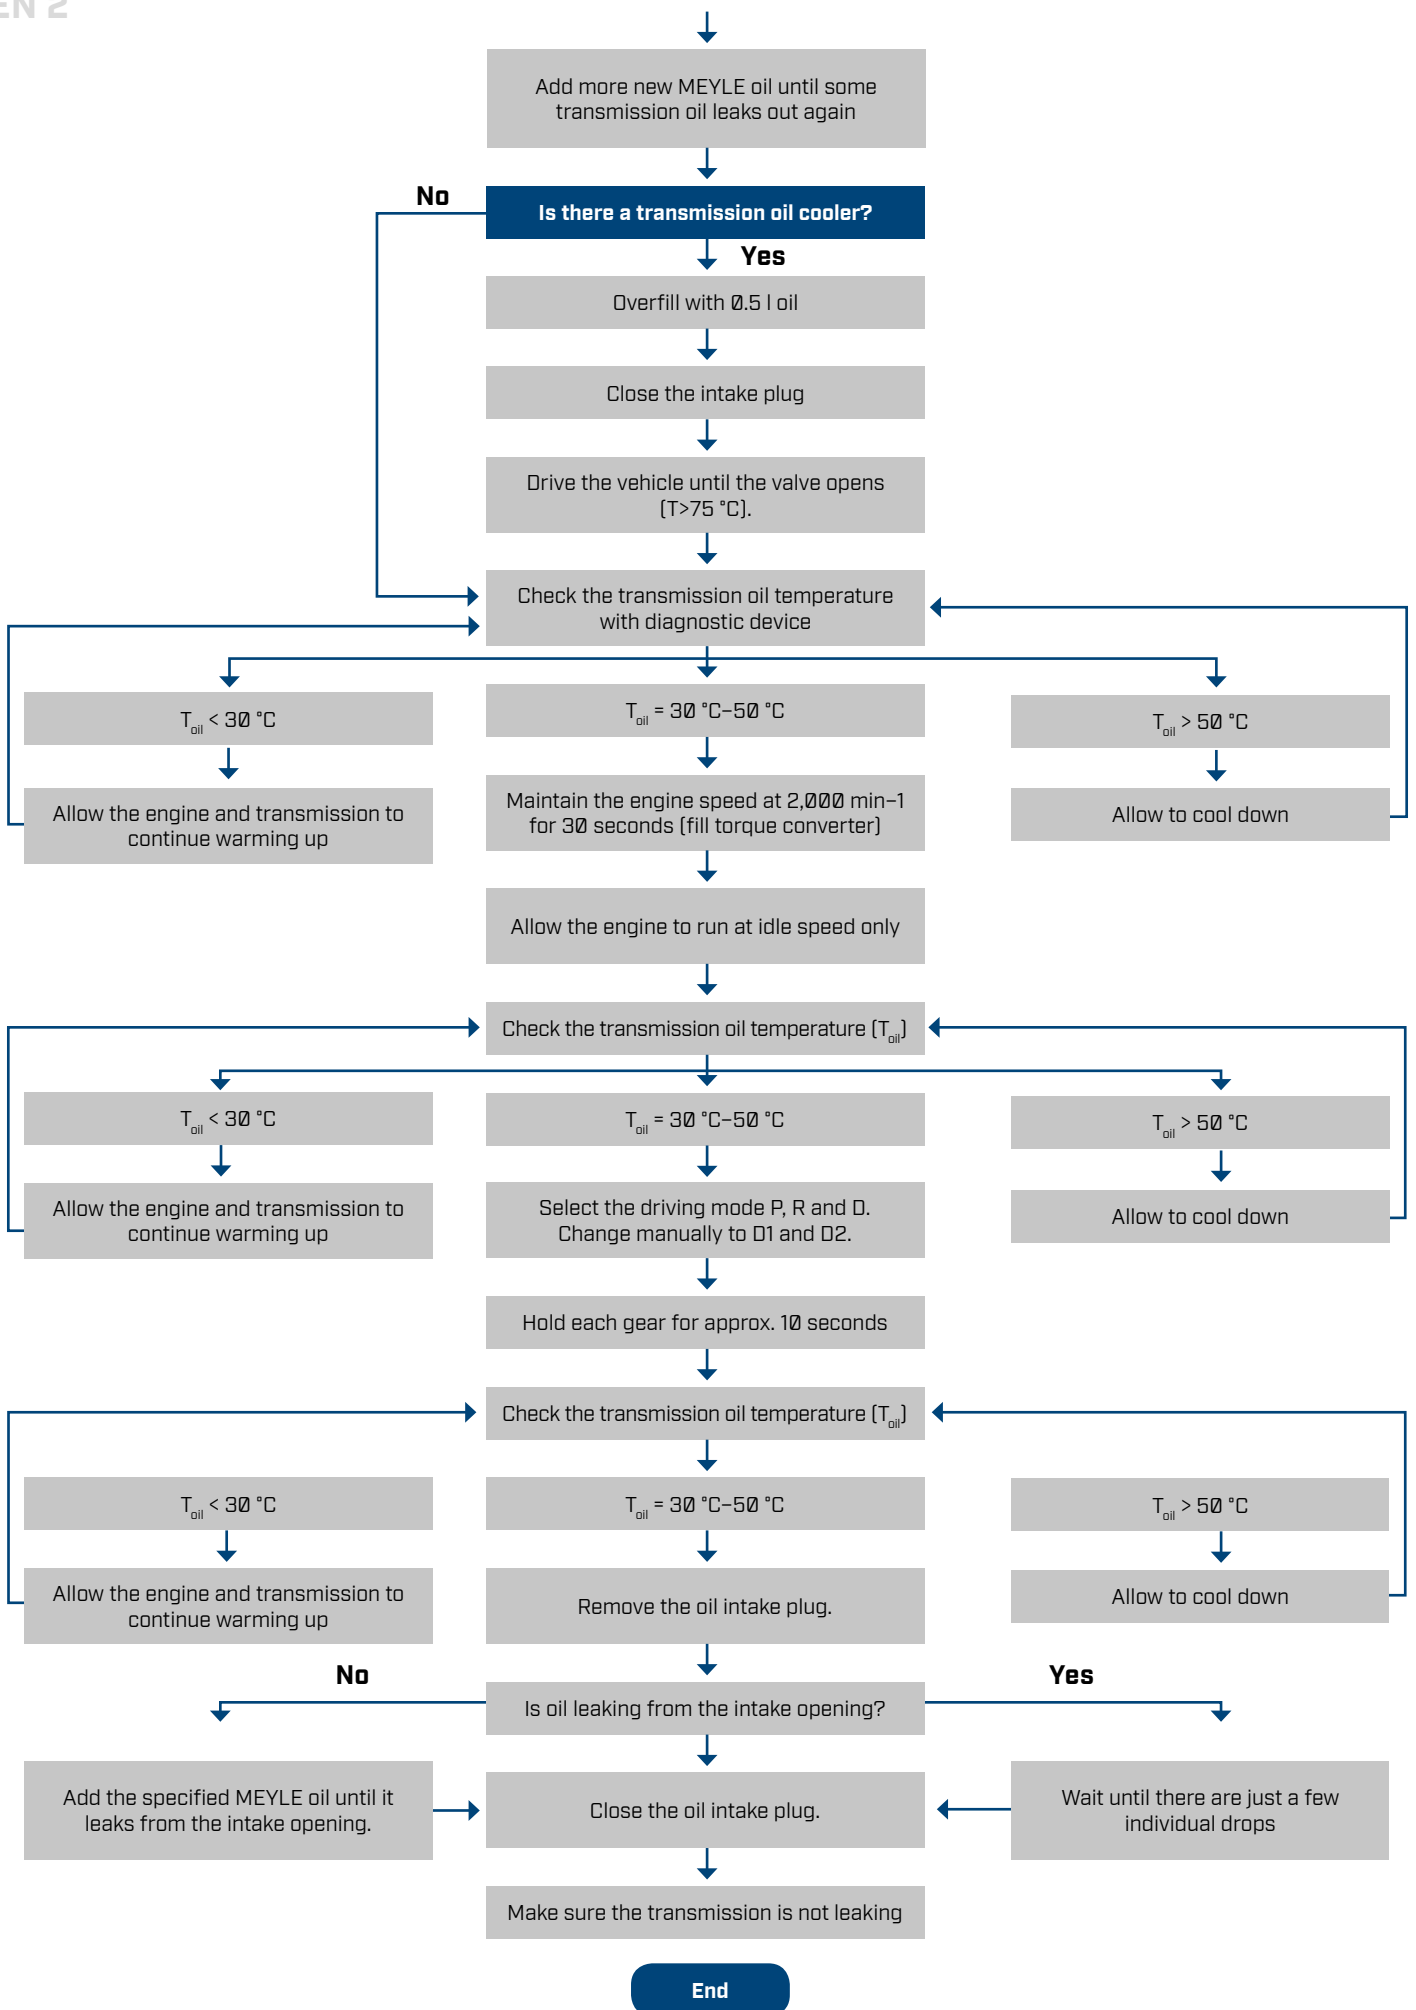 EN 2
Add more new MEYLE oil until some
transmission oil leaks out again
No
Is there a transmission oil cooler?
Yes
Overfill with 0.5 l oil
Close the intake plug
Drive the vehicle until the valve opens
(T>75 °C).
Check the transmission oil temperature
with diagnostic device
Toil < 30 °C
Toil = 30 °C–50 °C
Toil > 50 °C
Allow the engine and transmission to
continue warming up
Maintain the engine speed at 2,000 min–1
for 30 seconds (fill torque converter)
Allow to cool down
Allow the engine to run at idle speed only
Check the transmission oil temperature (Toil)
Toil < 30 °C
Toil = 30 °C–50 °C
Toil > 50 °C
Allow the engine and transmission to
continue warming up
Select the driving mode P, R and D.
Change manually to D1 and D2.
Allow to cool down
Hold each gear for approx. 10 seconds
Check the transmission oil temperature (Toil)
Toil < 30 °C
Toil = 30 °C–50 °C
Toil > 50 °C
Allow the engine and transmission to
continue warming up
Remove the oil intake plug.
Allow to cool down
No
Yes
Is oil leaking from the intake opening?
Add the specified MEYLE oil until it
leaks from the intake opening.
Close the oil intake plug.
Wait until there are just a few
individual drops
Make sure the transmission is not leaking
End